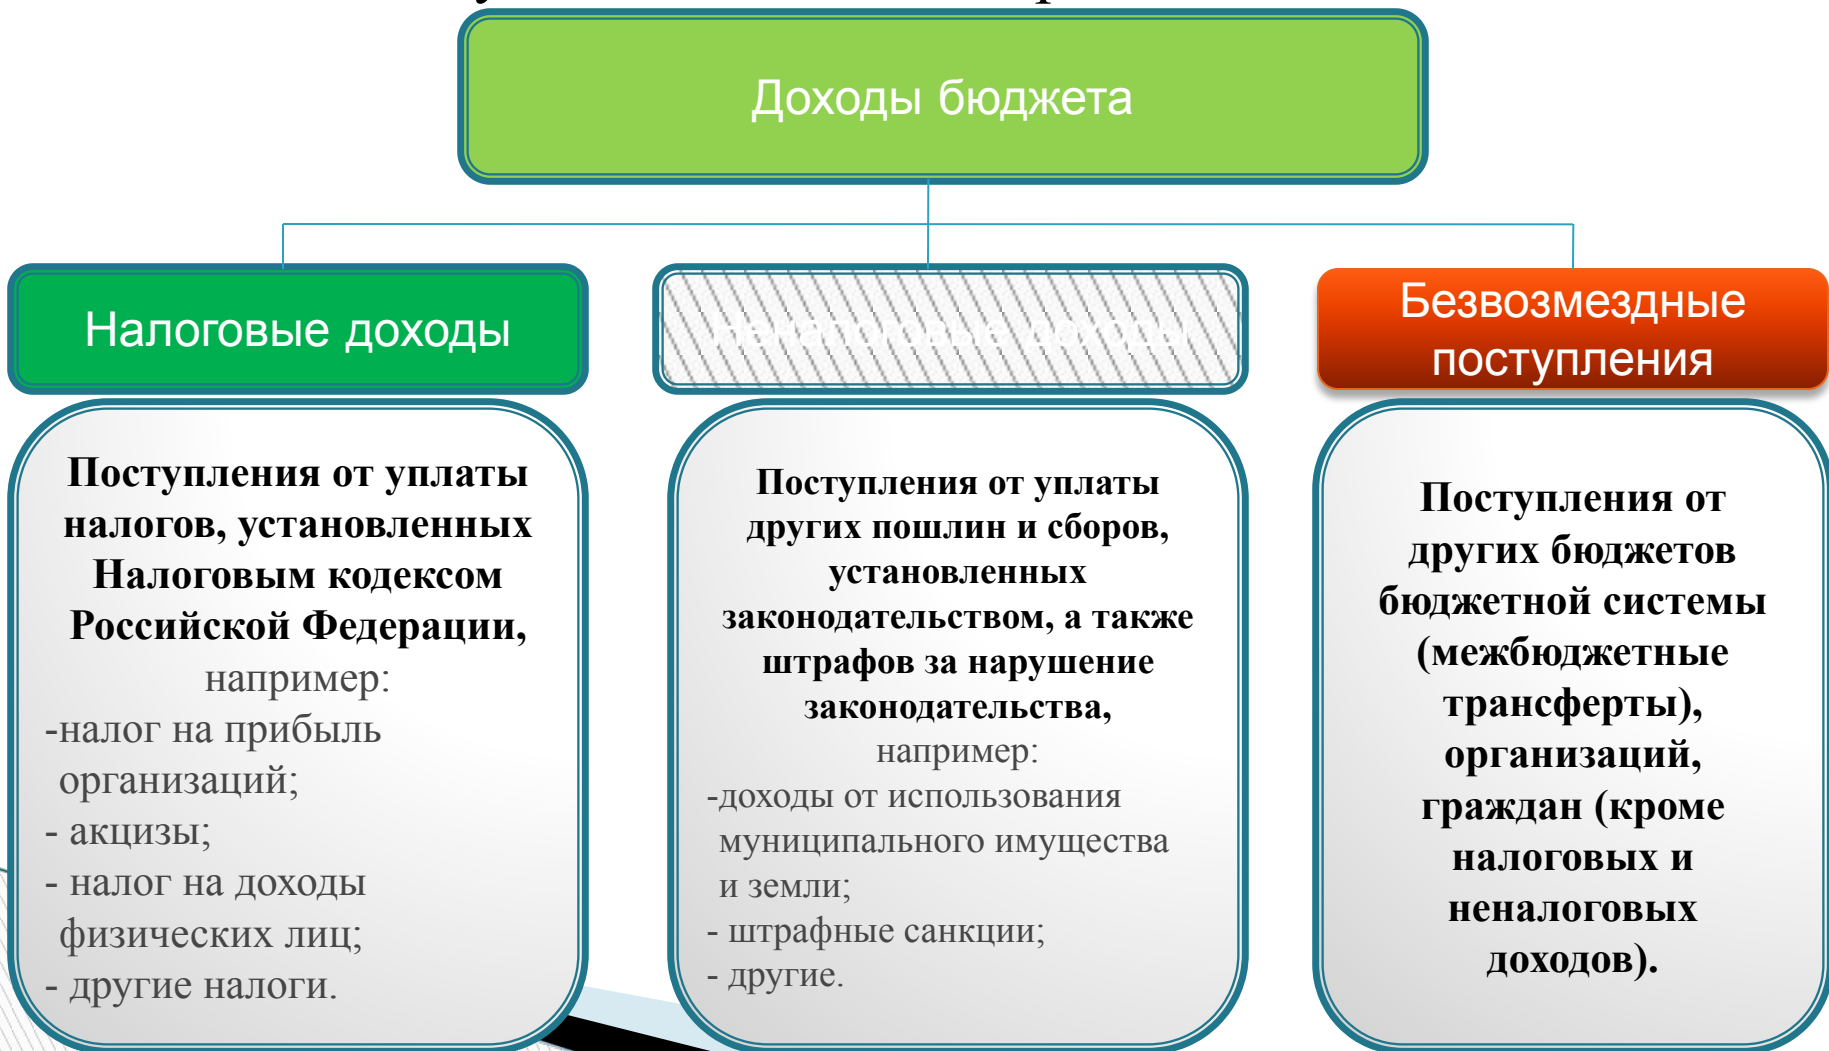 Доходы бюджета
Налоговые доходы
Неналоговые доходы
Безвозмездные
поступления
Поступления от уплаты
налогов, установленных
Налоговым кодексом
Российской Федерации,
например:
-налог на прибыль
организаций;
- акцизы;
- налог на доходы
физических лиц;
- другие налоги.
Поступления от уплаты
других пошлин и сборов,
установленных
законодательством, а также
штрафов за нарушение
законодательства,
например:
-доходы от использования
муниципального имущества
и земли;
- штрафные санкции;
- другие.
Поступления от
других бюджетов
бюджетной системы
(межбюджетные
трансферты),
организаций,
граждан (кроме
налоговых и
неналоговых
доходов).